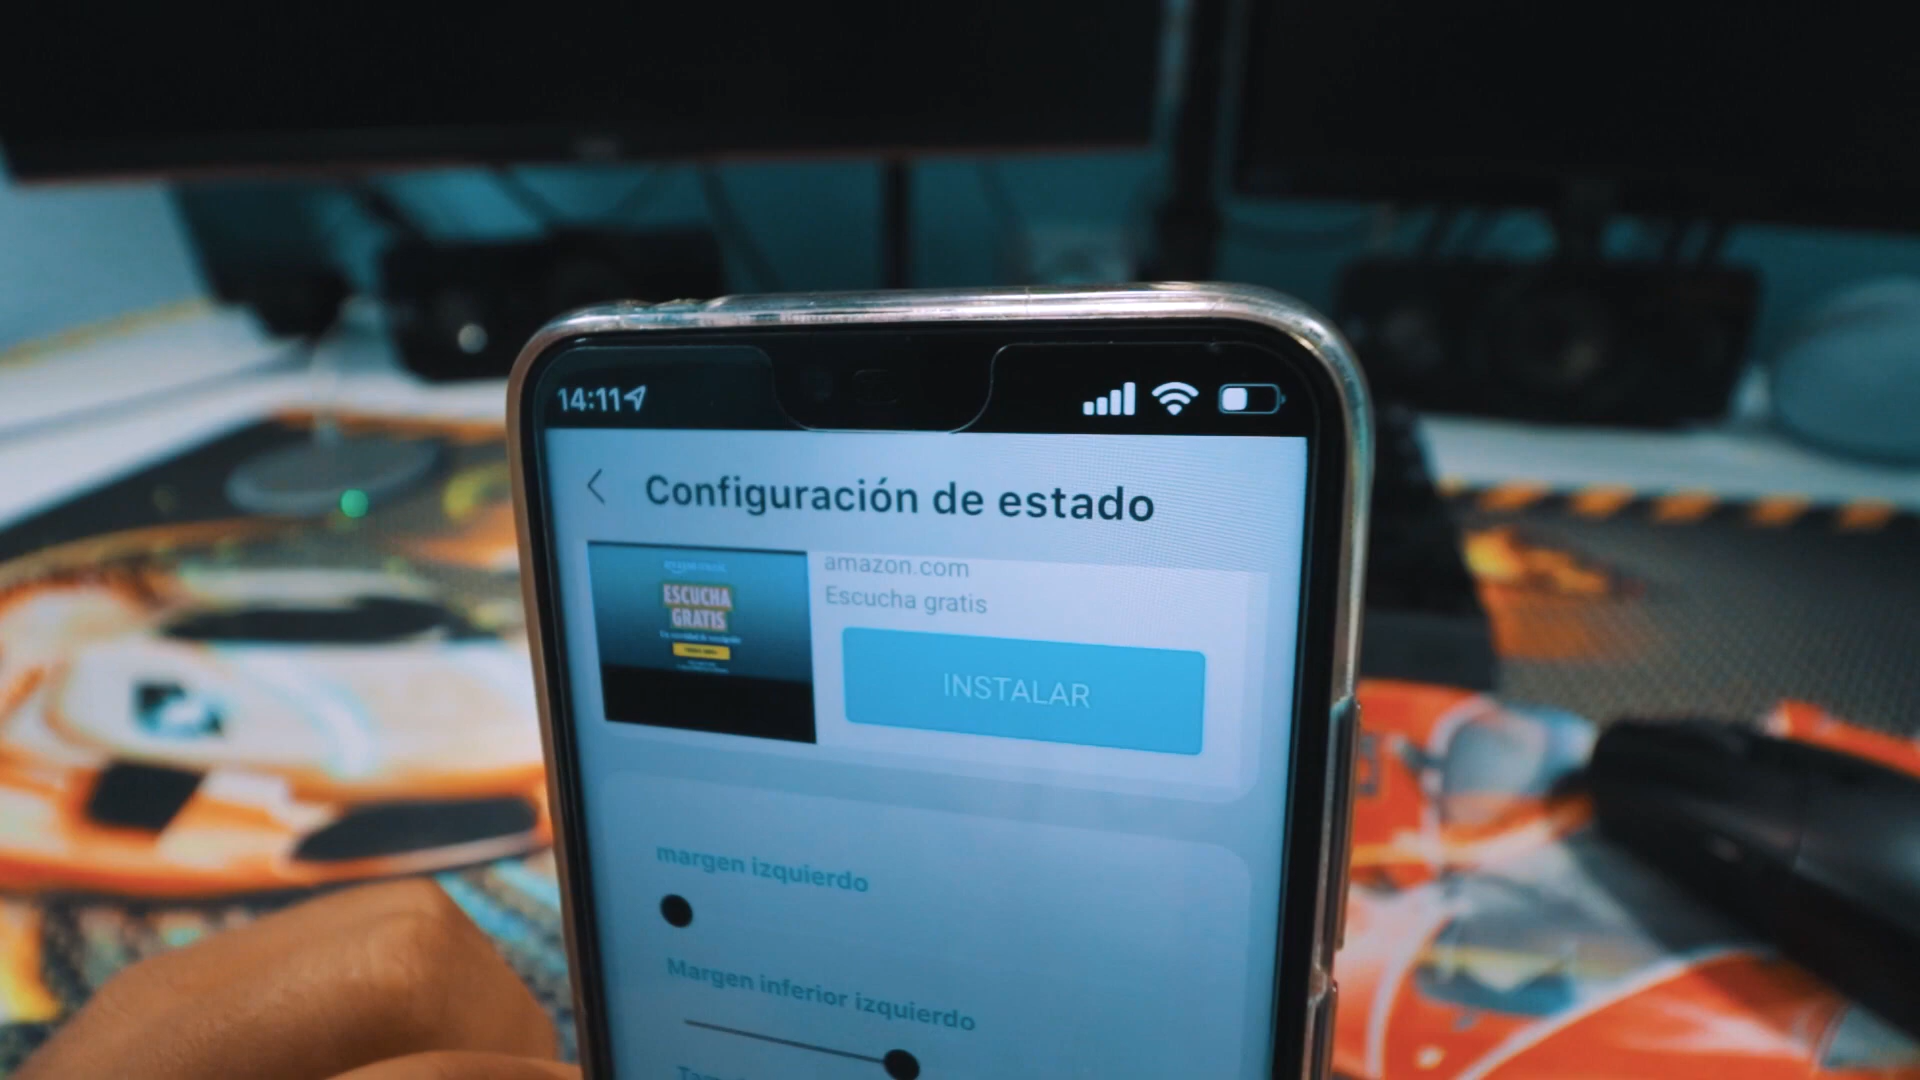 14:11
Configuración de estado
amazon.com
Escucha gratis
ESCUCHA
GRATIS
INSTALAR
margen izquierdo
Margen inferior izquierdo